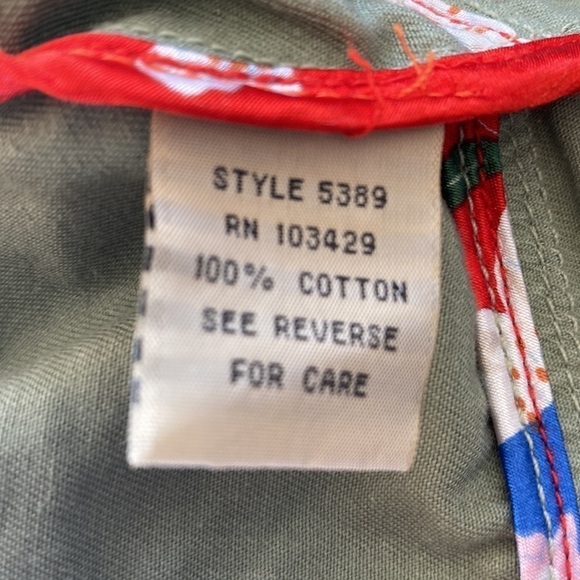 STYLE 5389
RN 103429
100% COTTON
SEE REVERSE
FOR CARE